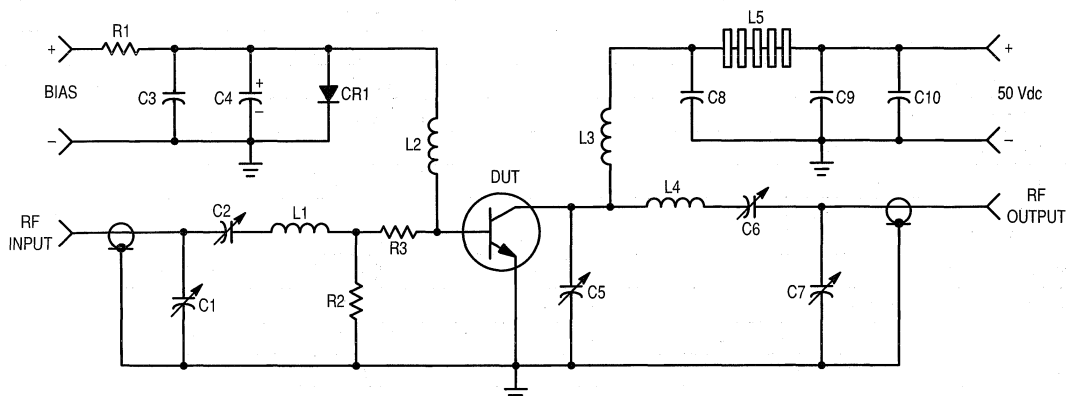 R1
+
BIAS
−
C3
C4
+
−
CR1
L2
L5
+
50 Vdc
−
C8
C9
C10
L3
DUT
RF
INPUT
C2
L1
R3
C1
R2
L4
C6
C5
C7
RF
OUTPUT